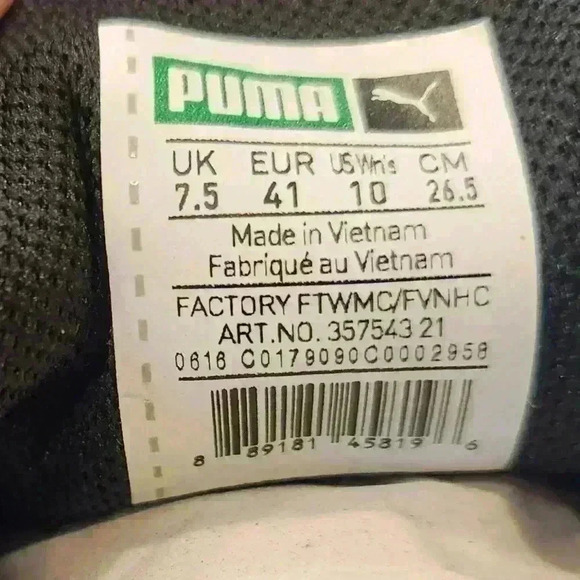 PUMA
UK EUR US Wn's CM
7.5 41 10 26.5
Made in Vietnam
Fabriqué au Vietnam
FACTORY FTWMC/FVNHC
ART.NO. 357543 21
0616 C0179090C0002958
8 89181 45819 6